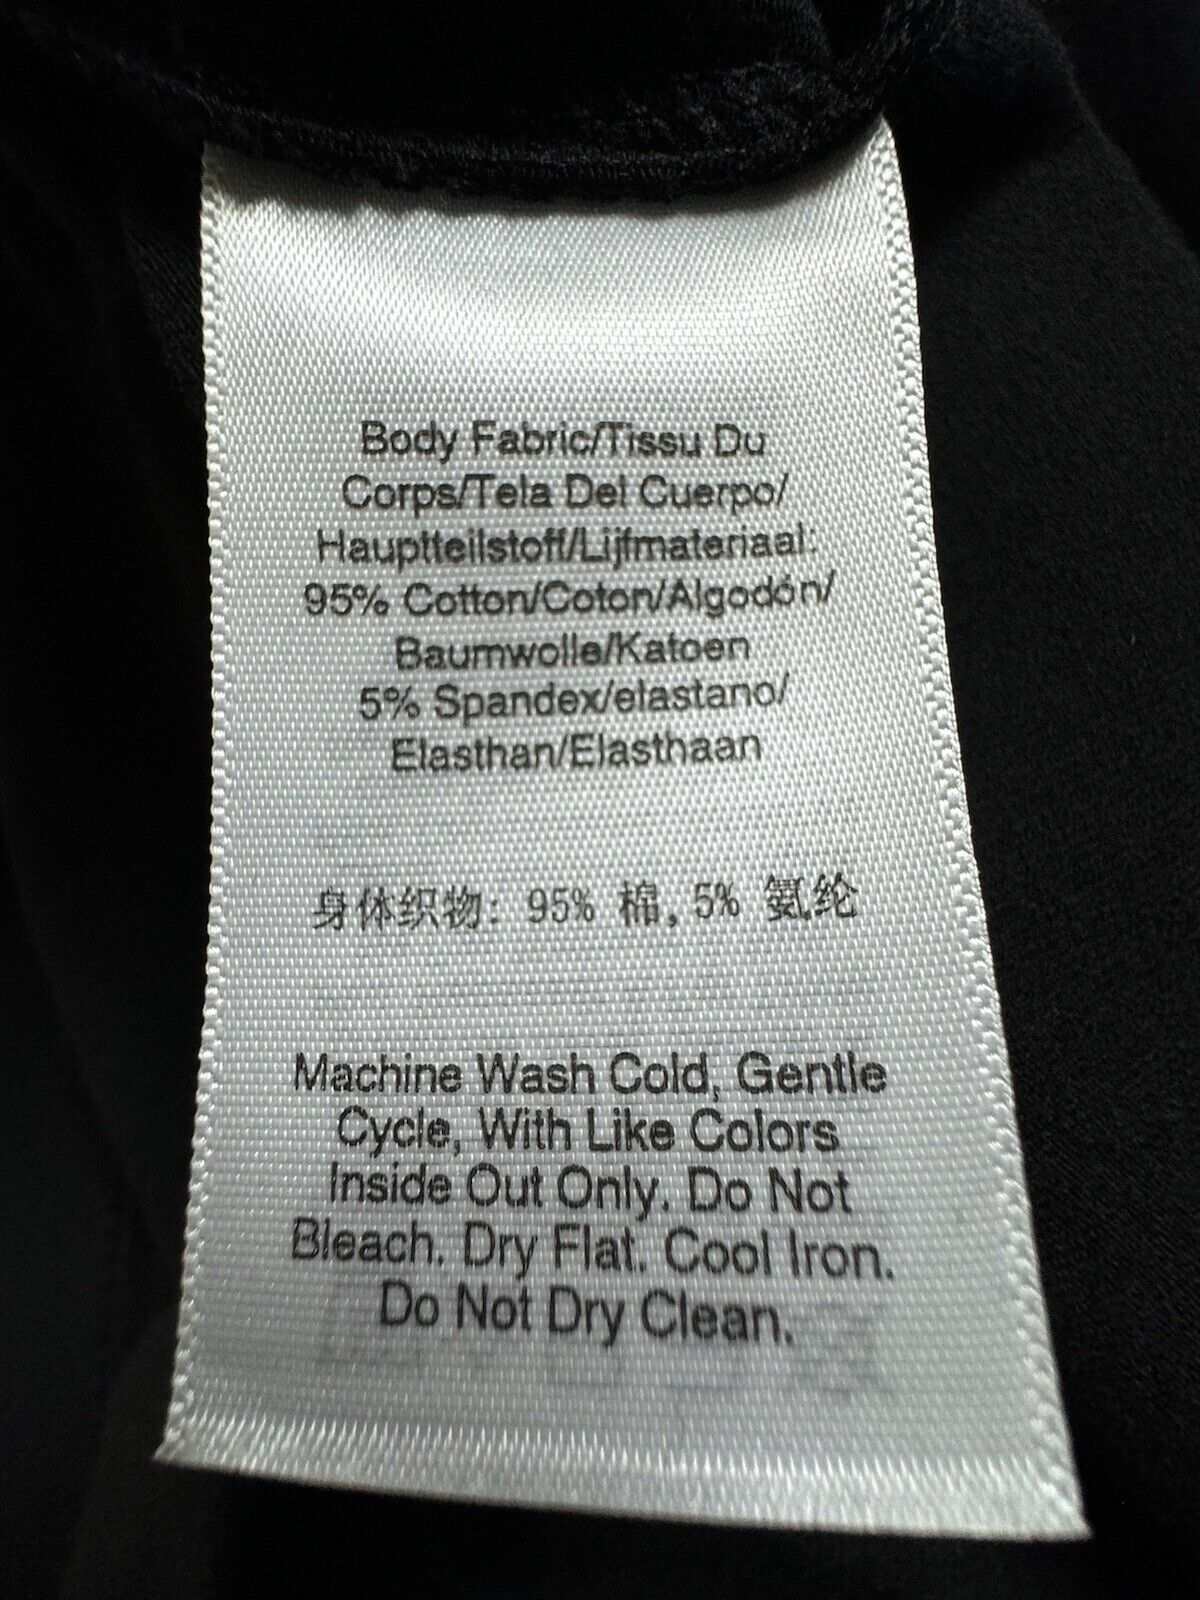 Body Fabric/Tissu Du
Corps/Tela Del Cuerpo/
Hauptteilstoff/Lijfmateriaal:
95% Cotton/Coton/Algodón/
Baumwolle/Katoen
5% Spandex/elastano/
Elasthan/Elasthaan
身体织物: 95% 棉, 5% 氨纶
Machine Wash Cold, Gentle
Cycle, With Like Colors
Inside Out Only. Do Not
Bleach. Dry Flat. Cool Iron.
Do Not Dry Clean.